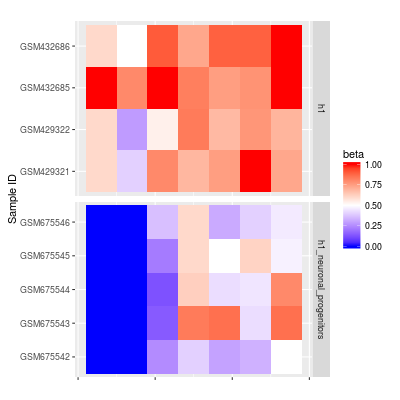 GSM432686
GSM432685
GSM429322
GSM429321
h1
GSM675546
GSM675545
GSM675544
GSM675543
GSM675542
h1_neuronal_progenitors
Sample ID
beta
1.00
0.75
0.50
0.25
0.00